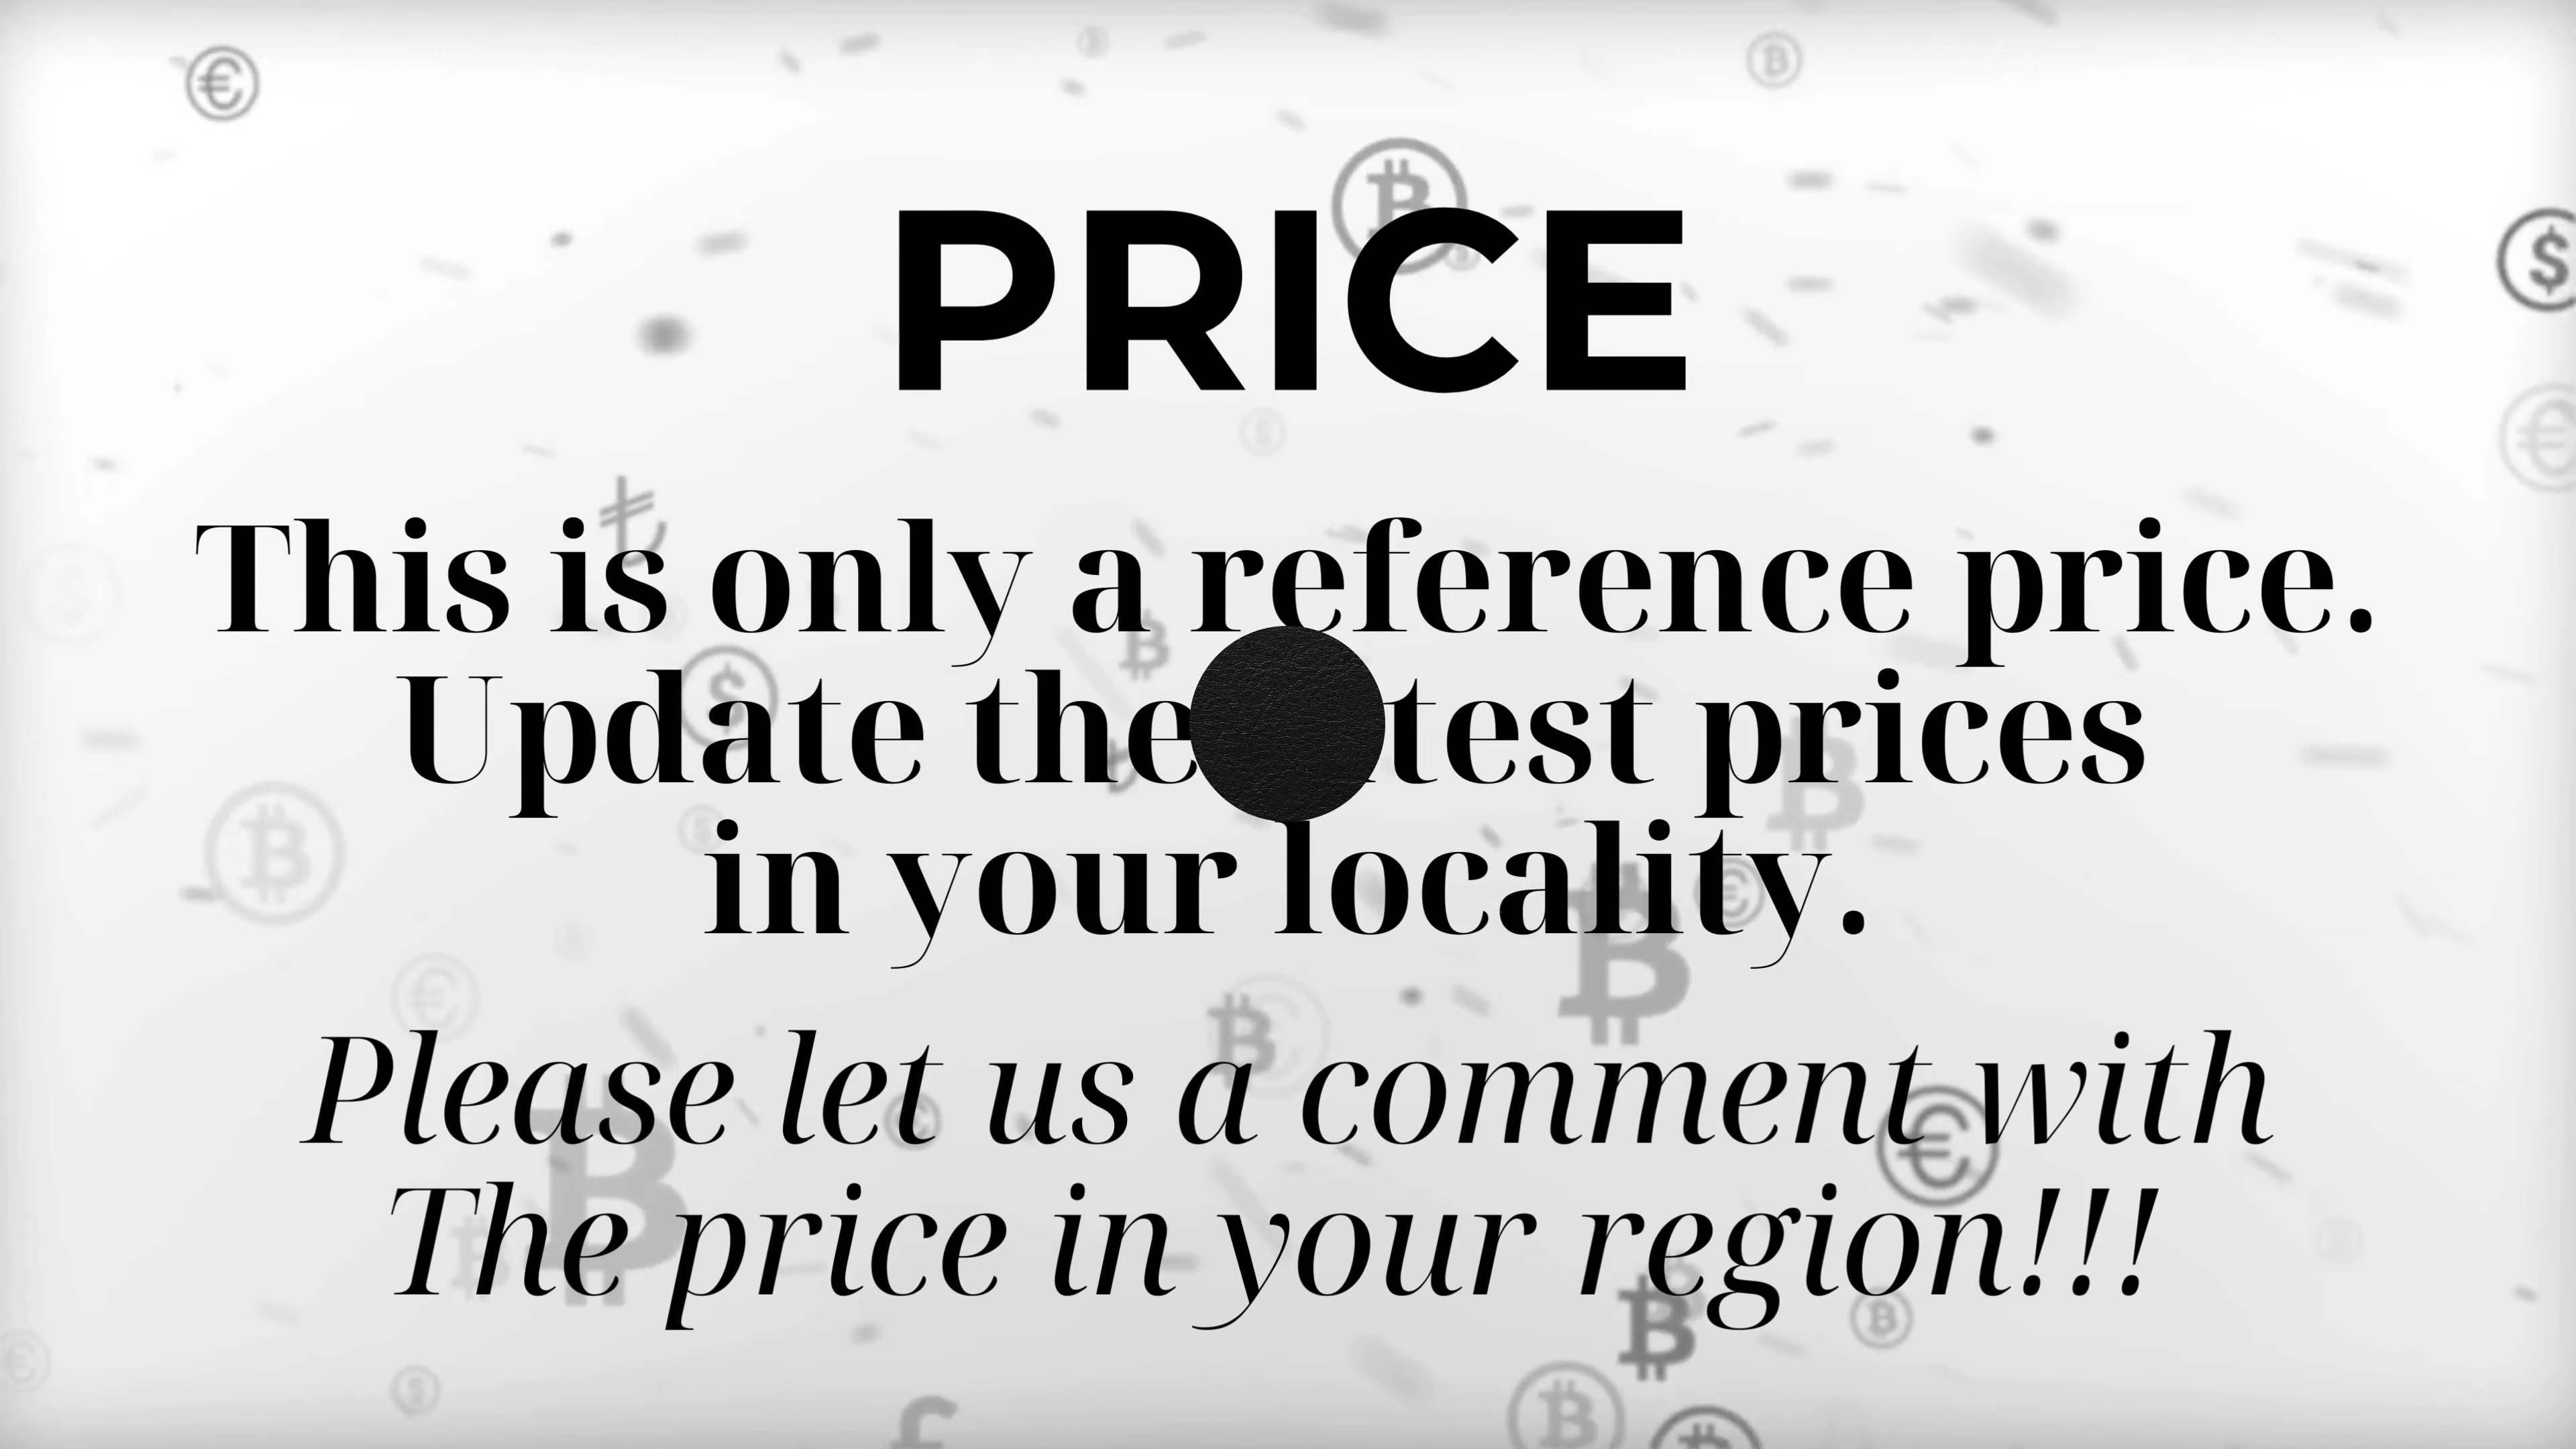 PRICE
This is only a reference price.
Update the test prices
in your locality.
Please let us a comment with
The price in your region!!!